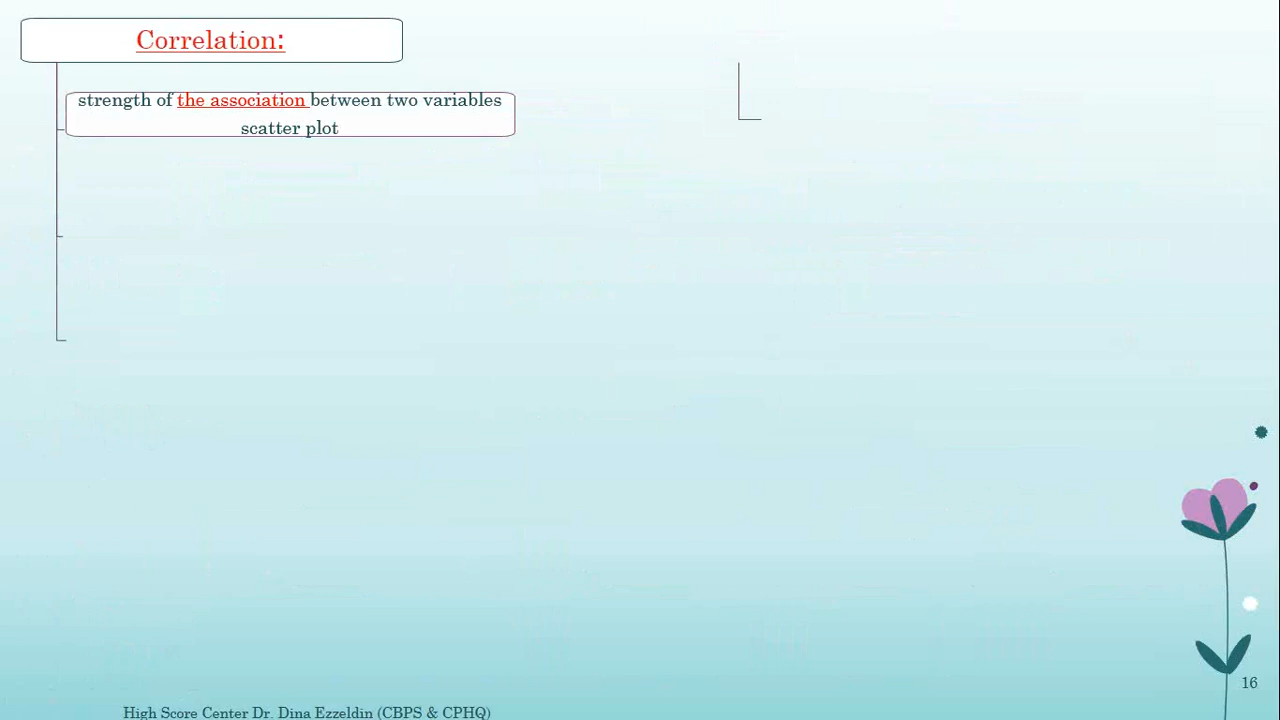 Correlation:
strength of the association between two variables
scatter plot
16
High Score Center Dr. Dina Ezzeldin (CBPS & CPHQ)